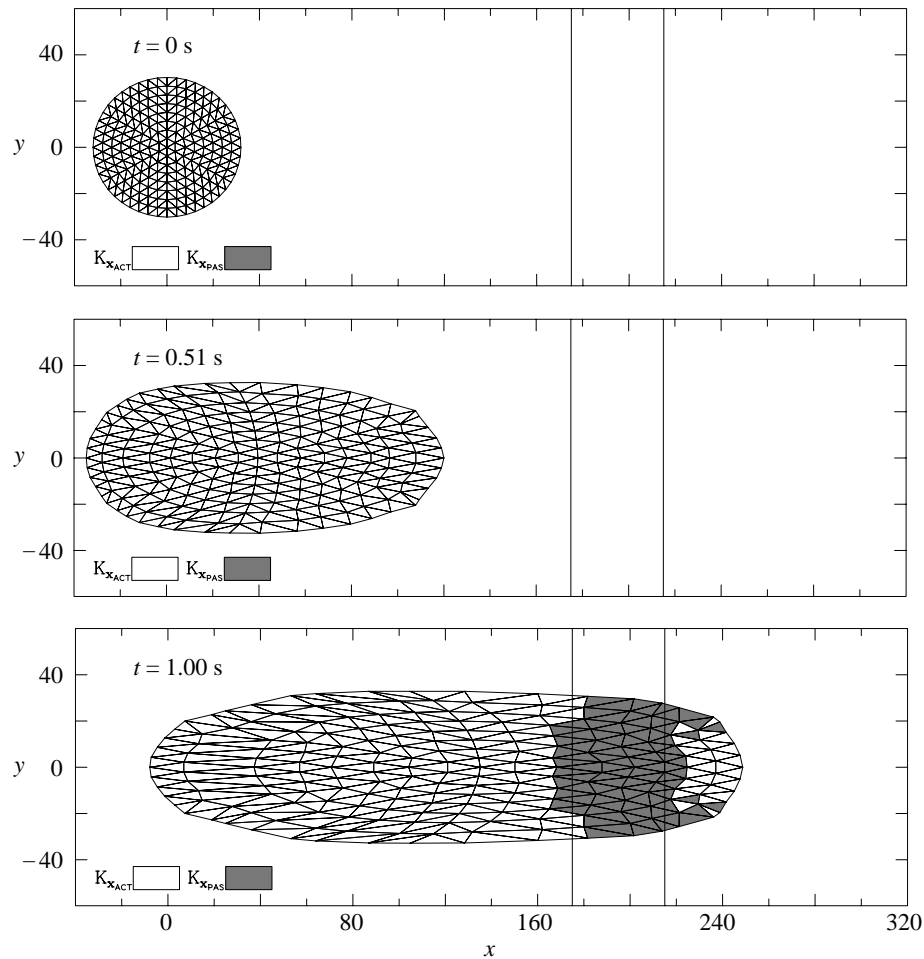 40
t = 0 s
y 0
−40
K_xACT K_xPAS
40
t = 0.51 s
y 0
−40
K_xACT K_xPAS
40
t = 1.00 s
y 0
−40
K_xACT K_xPAS
0 80 160 240 320
x